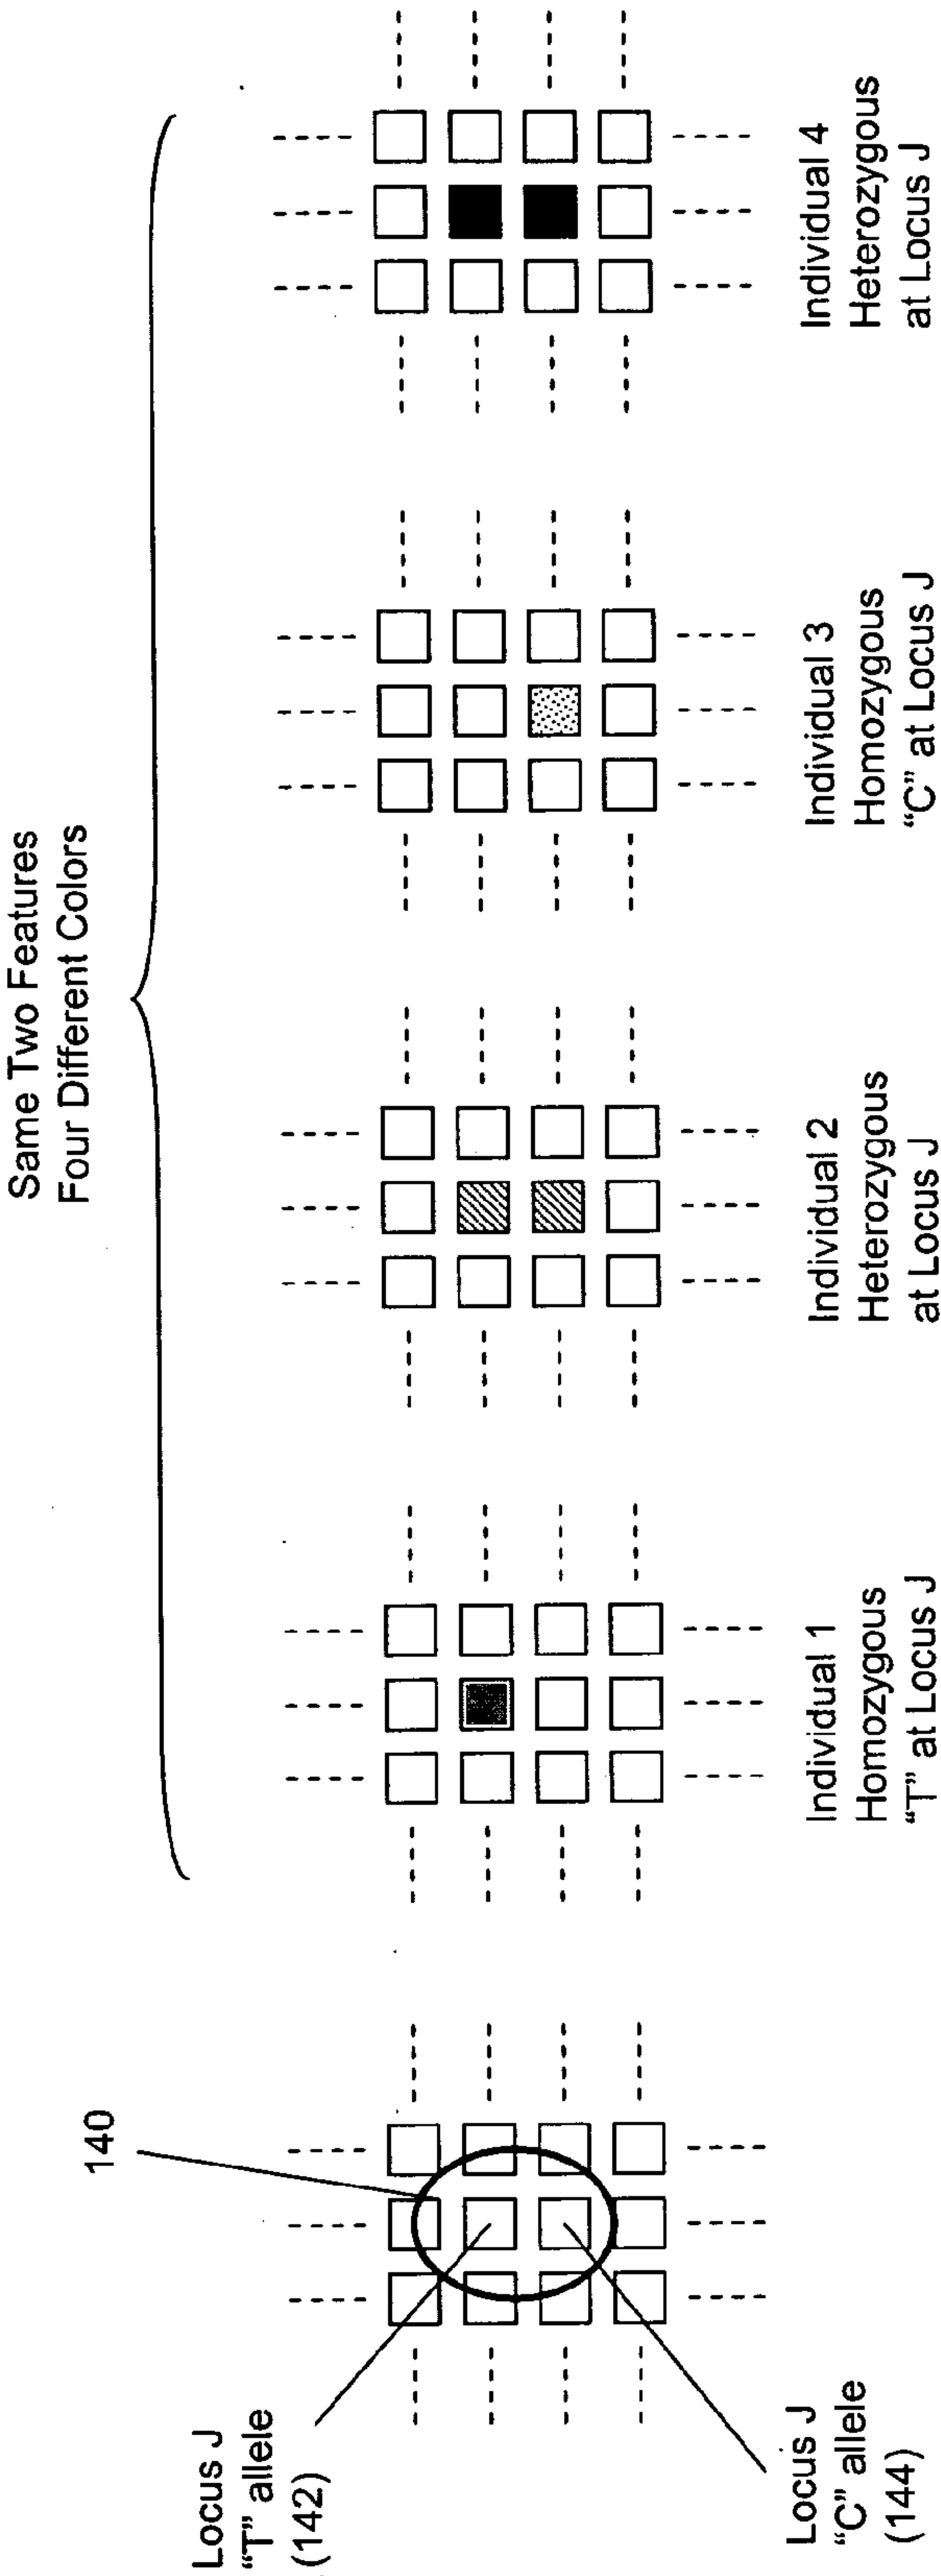 Same Two Features
Four Different Colors
140
Locus J
“T” allele
(142)
Locus J
“C” allele
(144)
Individual 1
Homozygous
“T” at Locus J
Individual 2
Heterozygous
at Locus J
Individual 3
Homozygous
“C” at Locus J
Individual 4
Heterozygous
at Locus J